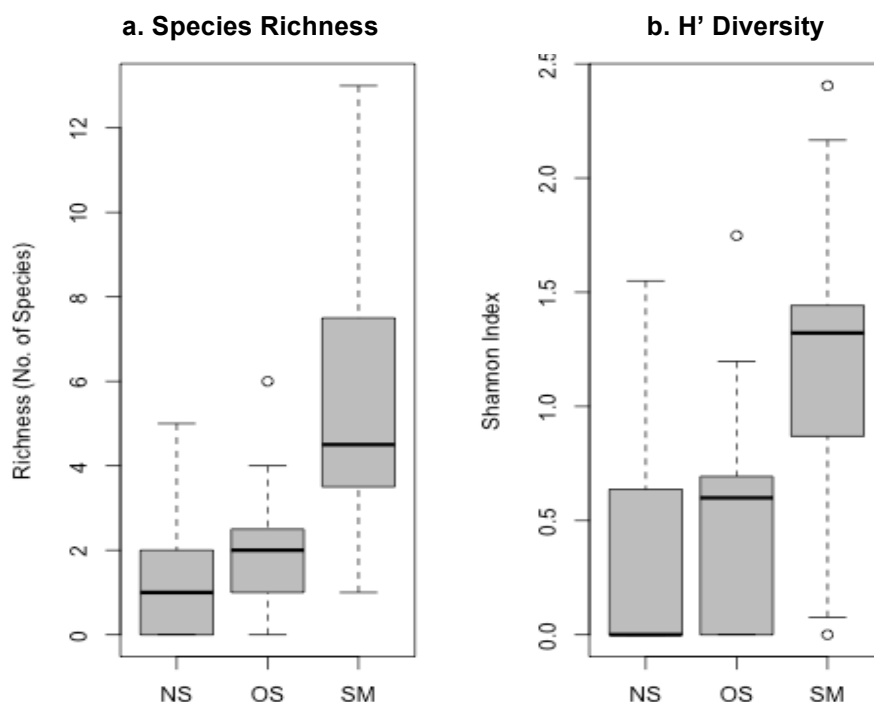 a. Species Richness
Richness (No. of Species)
0
2
4
6
8
10
12
NS OS SM
b. H’ Diversity
Shannon Index
0.0
0.5
1.0
1.5
2.0
2.5
NS OS SM